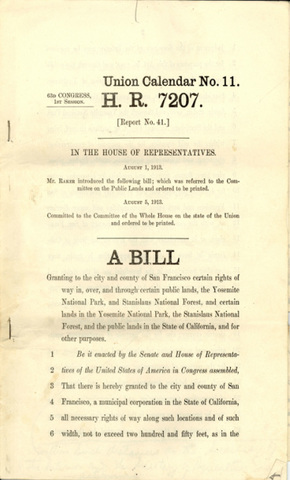 Union Calendar No. 11.
63D CONGRESS,
1ST SESSION.
H. R. 7207.
[Report No. 41.]
IN THE HOUSE OF REPRESENTATIVES.
AUGUST 1, 1913.
MR. RAKER introduced the following bill; which was referred to the Com-
mittee on the Public Lands and ordered to be printed.
AUGUST 5, 1913.
Committed to the Committee of the Whole House on the state of the Union
and ordered to be printed.
A BILL
Granting to the city and county of San Francisco certain rights of
way in, over, and through certain public lands, the Yosemite
National Park, and Stanislaus National Forest, and certain
lands in the Yosemite National Park, the Stanislaus National
Forest, and the public lands in the State of California, and for
other purposes.
1 Be it enacted by the Senate and House of Representa-
2 tives of the United States of America in Congress assembled,
3 That there is hereby granted to the city and county of San
4 Francisco, a municipal corporation in the State of California,
5 all necessary rights of way along such locations and of such
6 width, not to exceed two hundred and fifty feet, as in the